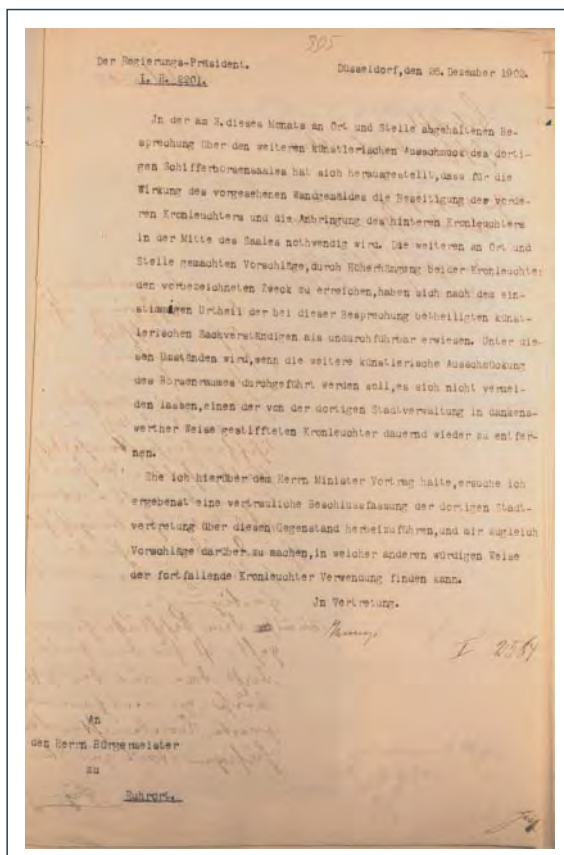 305
Der Regierungs-Präsident.
Düsseldorf, den 26. Dezember 1902.
I. H. 2201.
In der am 3. dieses Monats an Ort und Stelle abgehaltenen Be-
sprechung über den weiteren künstlerischen Ausschmuck des dorti-
gen Schifferbörsensaales hat sich herausgestellt, dass für die
Wirkung des vorgesehenen Wandgemäldes die Beseitigung des vorde-
ren Kronleuchters und die Anbringung des hinteren Kronleuchters
in der Mitte des Saales nothwendig wird. Die weiteren an Ort und
Stelle gemachten Vorschläge, durch Höherhängung beider Kronleuchter
den vorbezeichneten Zweck zu erreichen, haben sich nach dem ein-
stimmigen Urtheil der bei dieser Besprechung betheiligten künst-
lerischen Sachverständigen als undurchführbar erwiesen. Unter die-
sen Umständen wird, wenn die weitere künstlerische Ausschmückung
des Börsenraumes durchgeführt werden soll, es sich nicht vermei-
den lassen, einen der von der dortigen Stadtverwaltung in dankens-
werther Weise gestiffteten Kronleuchter dauernd wieder zu entfer-
nen.
Ehe ich hierüber dem Herrn Minister Vortrag halte, ersuche ich
ergebenst eine vertrauliche Beschlussfassung der dortigen Stadt-
vertretung über diesen Gegenstand herbeizuführen, und mir zugleich
Vorschläge darüber zu machen, in welcher anderen würdigen Weise
der fortfallende Kronleuchter Verwendung finden kann.
Jn Vertretung.
I 2584
An
den Herrn Bürgermeister
zu
Ruhrort.